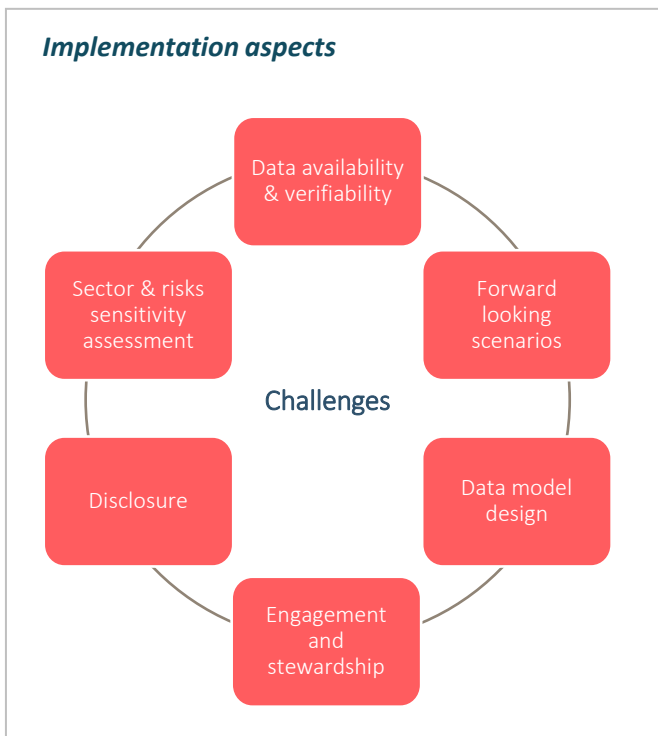 Implementation aspects
Data availability
& verifiability
Forward
looking
scenarios
Data model
design
Engagement
and
stewardship
Disclosure
Sector & risks
sensitivity
assessment
Challenges